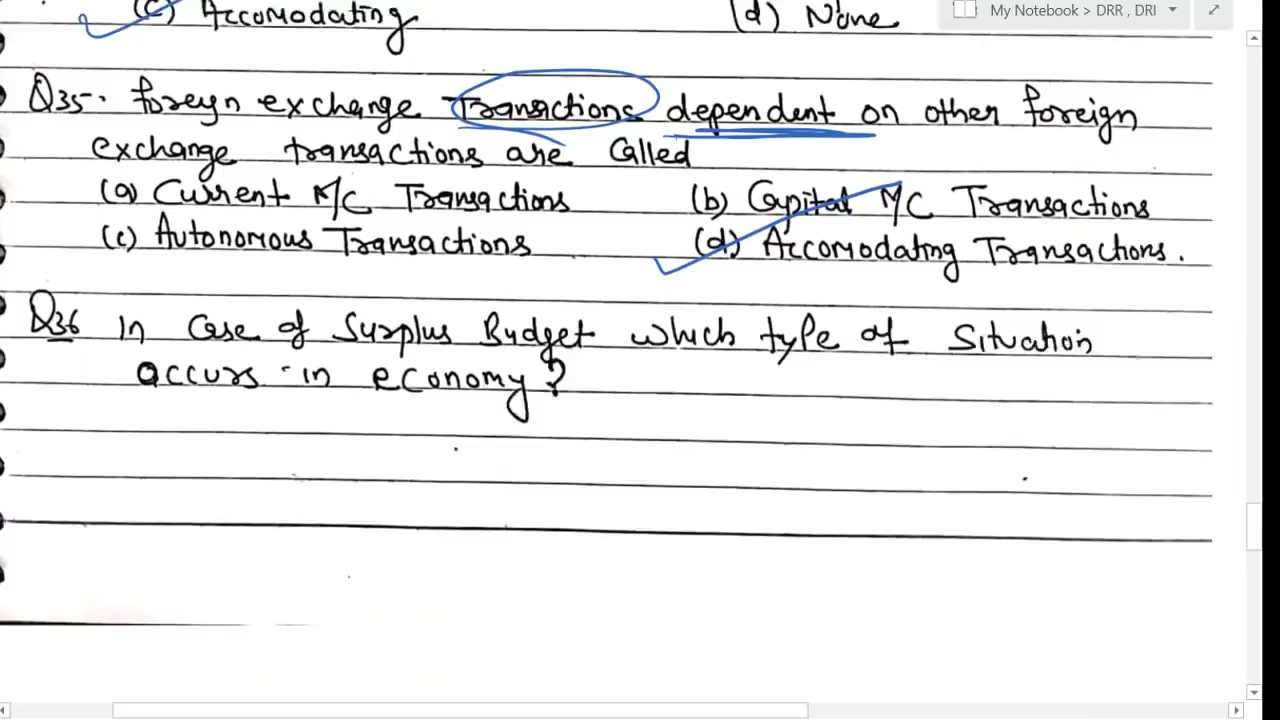 (c) Accomodating (d) None
My Notebook > DRR , DRI
Q35. foreign exchange Transactions dependent on other foreign
exchange transactions are Called
(a) Current A/C Transactions (b) Capital A/C Transactions
(c) Autonomous Transactions (d) Accomodating Transactions.
Q36 In Case of Surplus Budget which type of Situation
occurs in economy?